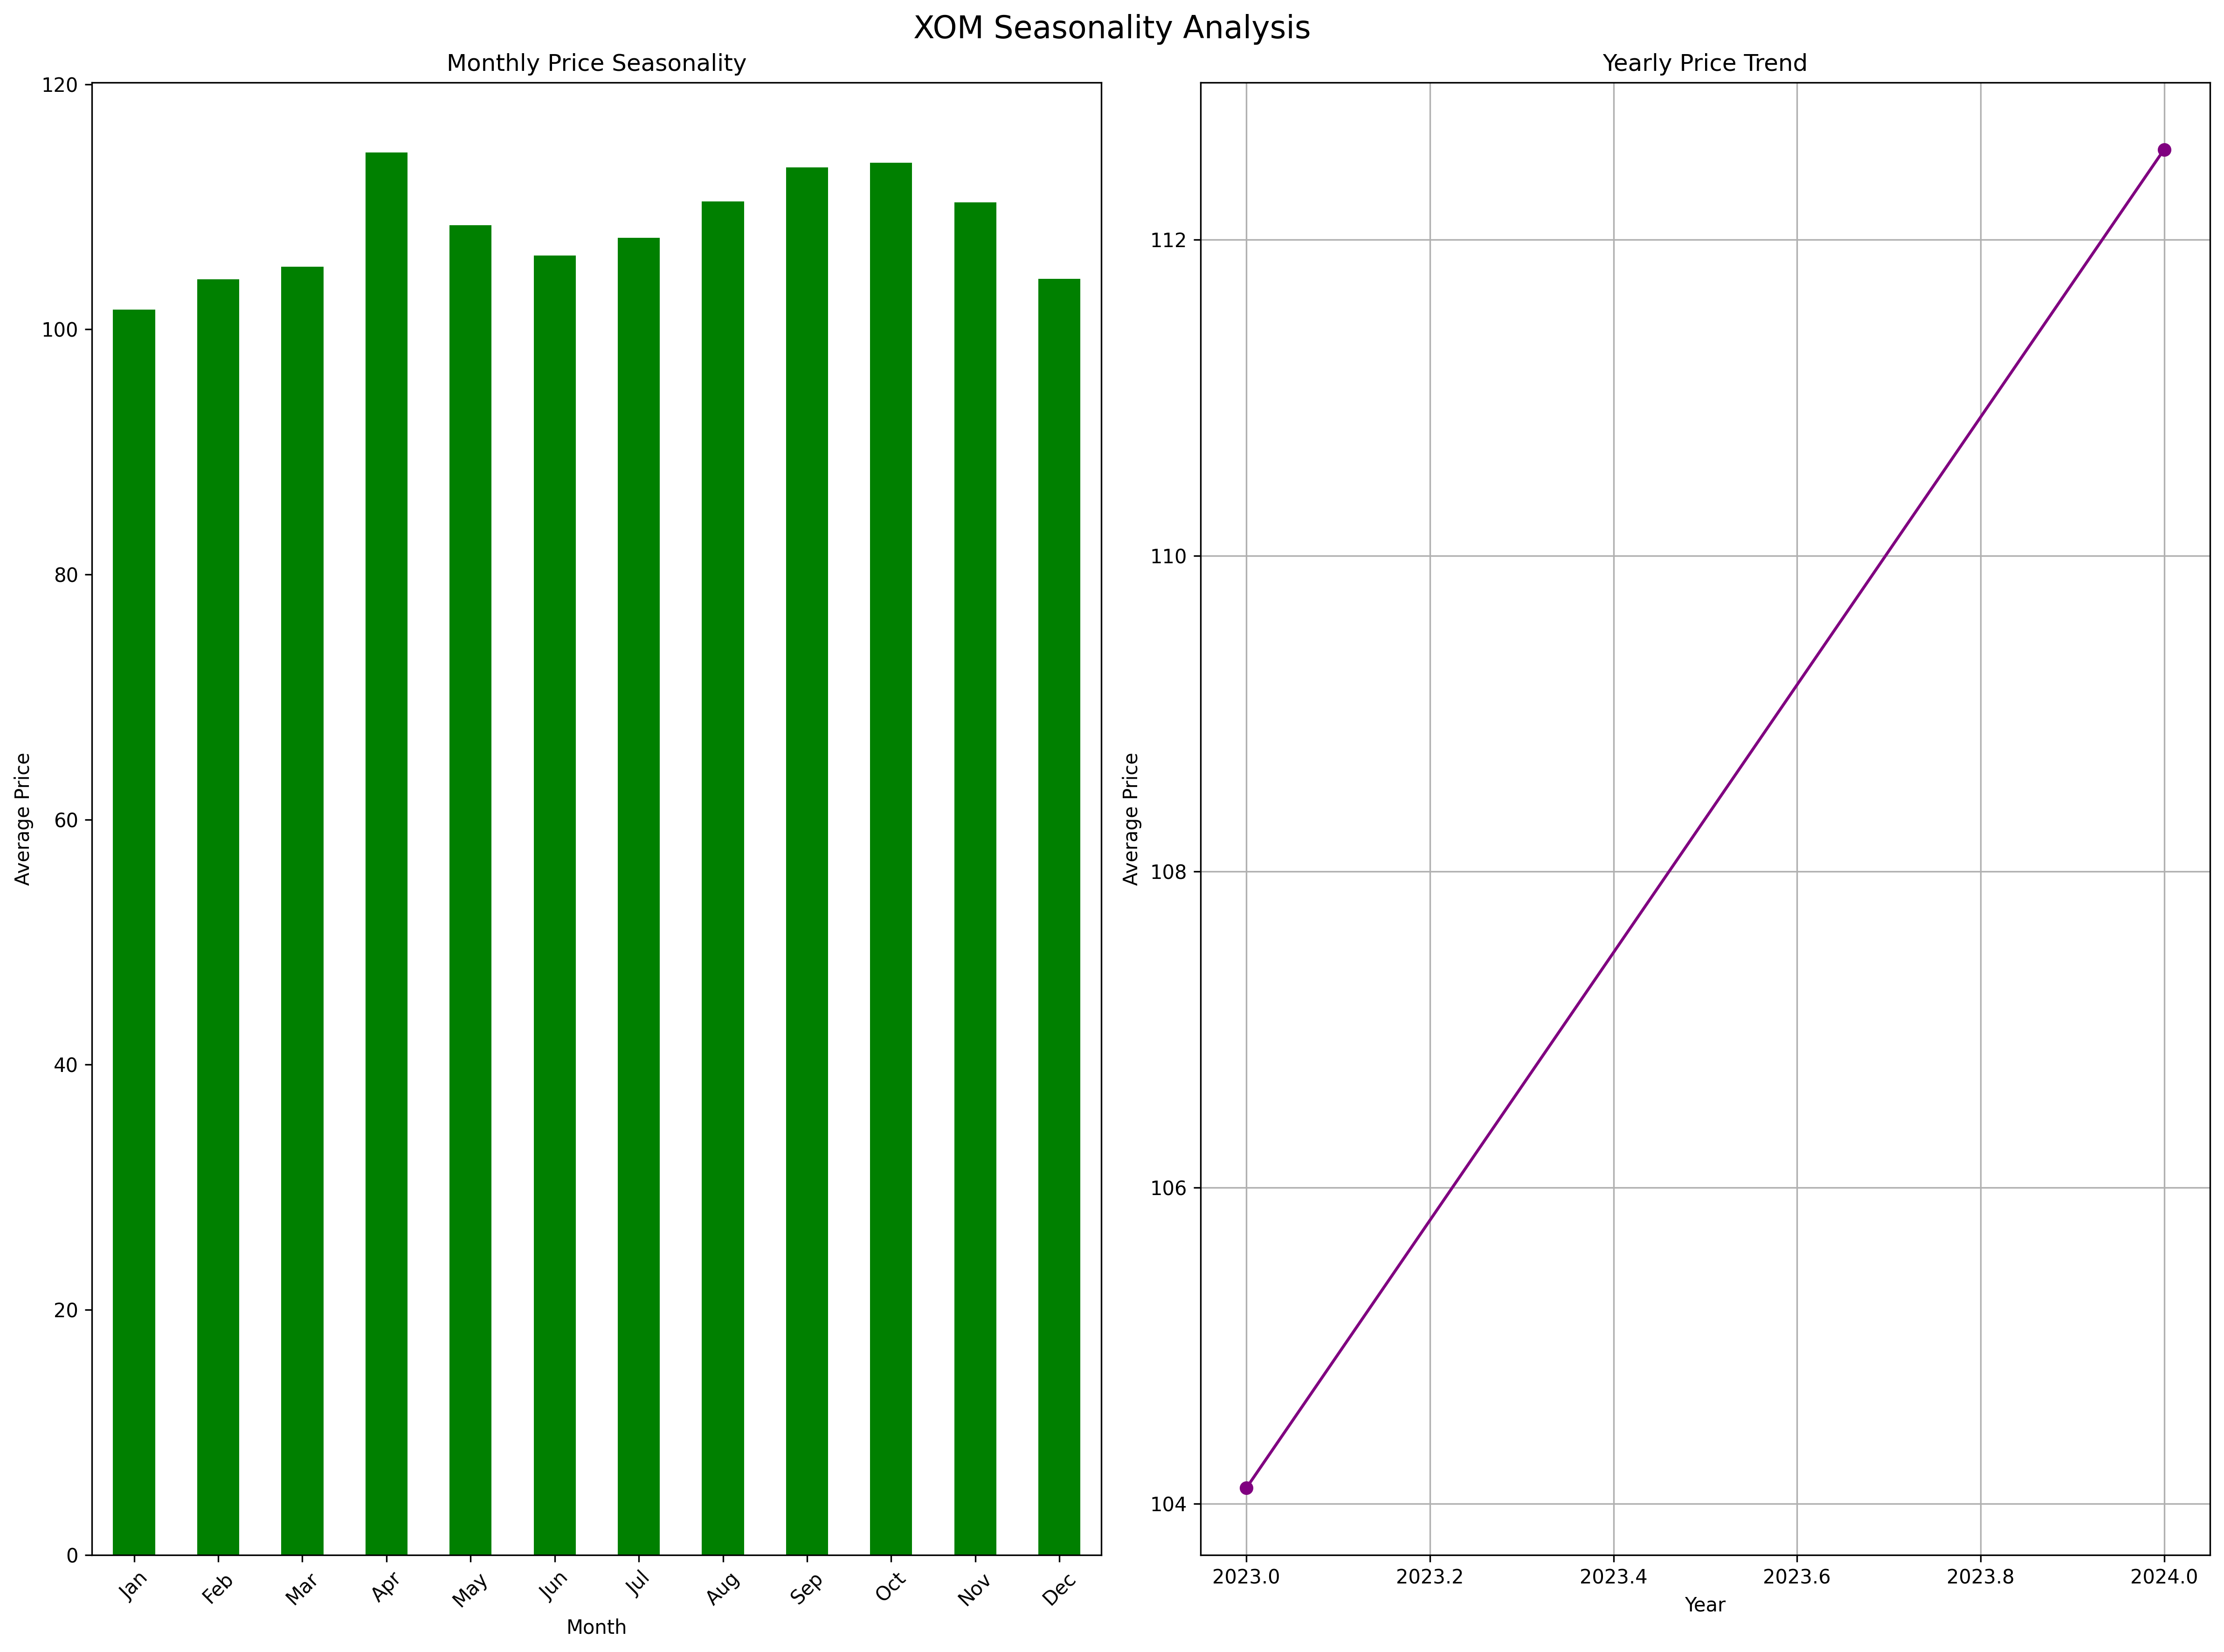 XOM Seasonality Analysis
Monthly Price Seasonality
120
100
80
60
40
20
0
Average Price
Jan
Feb
Mar
Apr
May
Jun
Jul
Aug
Sep
Oct
Nov
Dec
Month
Yearly Price Trend
112
110
108
106
104
Average Price
2023.0
2023.2
2023.4
2023.6
2023.8
2024.0
Year